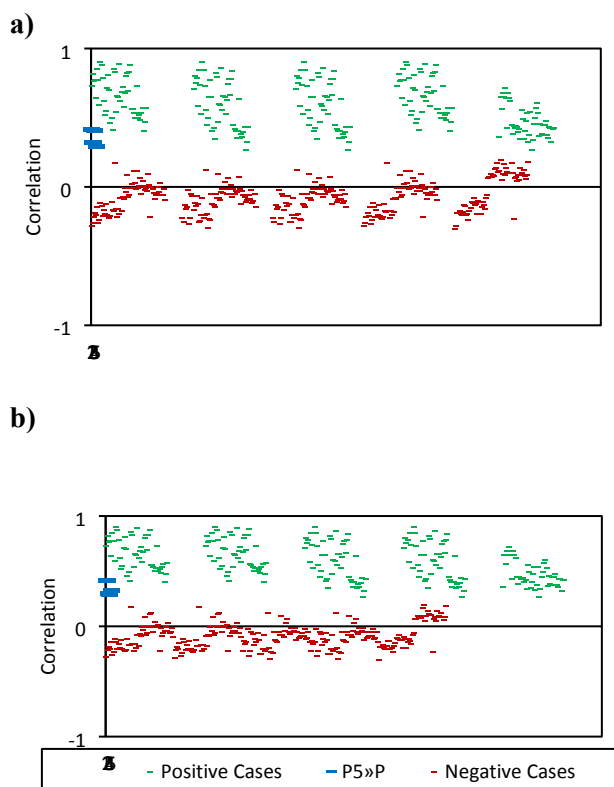 a)
1
Correlation
0
-1
b)
1
Correlation
0
-1
- Positive Cases - P5»P - Negative Cases